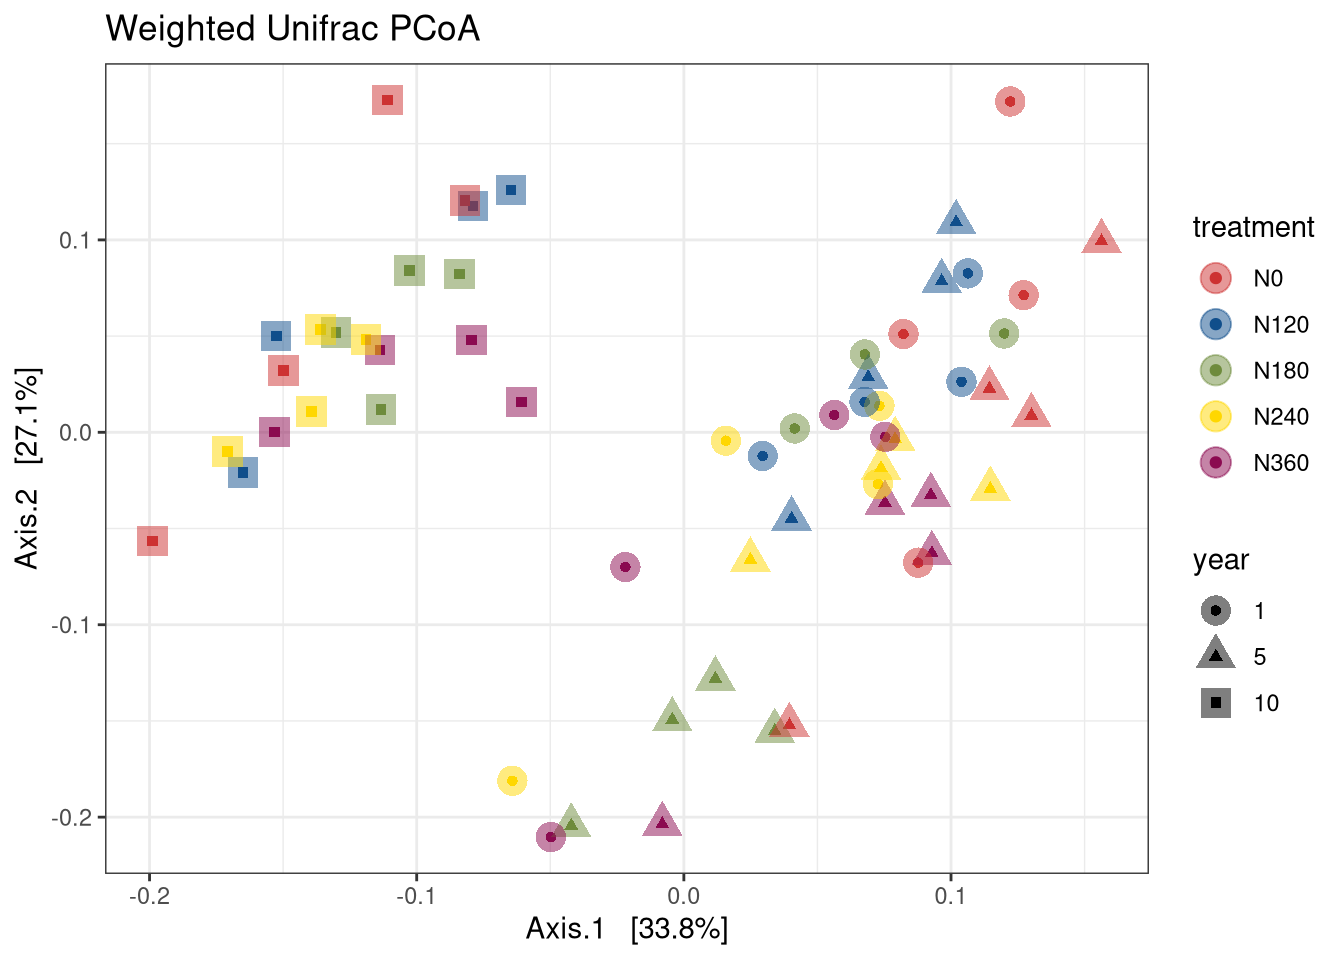 Weighted Unifrac PCoA
0.1
0.0
-0.1
-0.2
Axis.2 [27.1%]
-0.2
-0.1
0.0
0.1
Axis.1 [33.8%]
treatment
N0
N120
N180
N240
N360
year
1
5
10